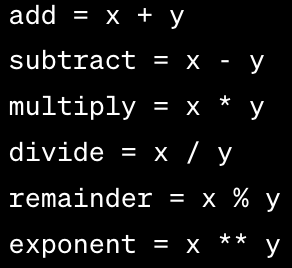 add = x + y
subtract = x - y
multiply = x * y
divide = x / y
remainder = x % y
exponent = x ** y